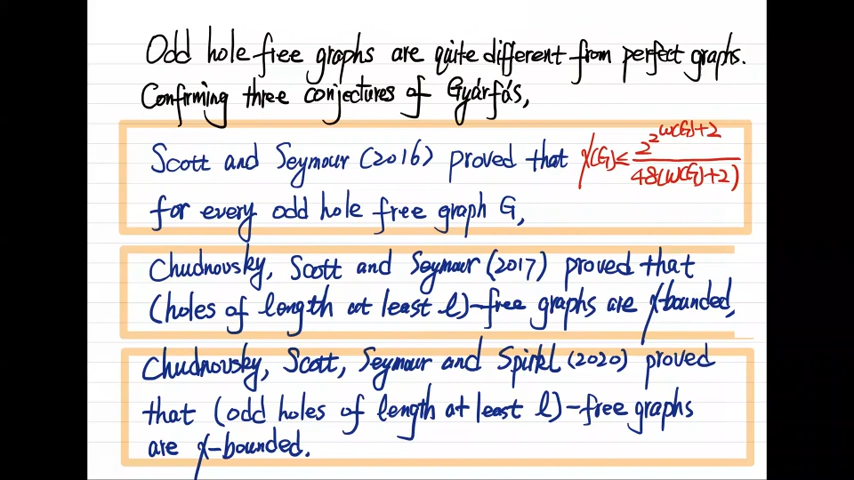 Odd hole free graphs are quite different from perfect graphs.
Confirming three conjectures of Gyárfás,
Scott and Seymour (2016) proved that χ(G) ≤ 2^{2^{ω(G)+2}} / 48(ω(G)+2)
for every odd hole free graph G,
Chudnovsky, Scott and Seymour (2017) proved that
(holes of length at least l)-free graphs are χ-bounded,
Chudnovsky, Scott, Seymour and Spirkl (2020) proved
that (odd holes of length at least l)-free graphs
are χ-bounded.